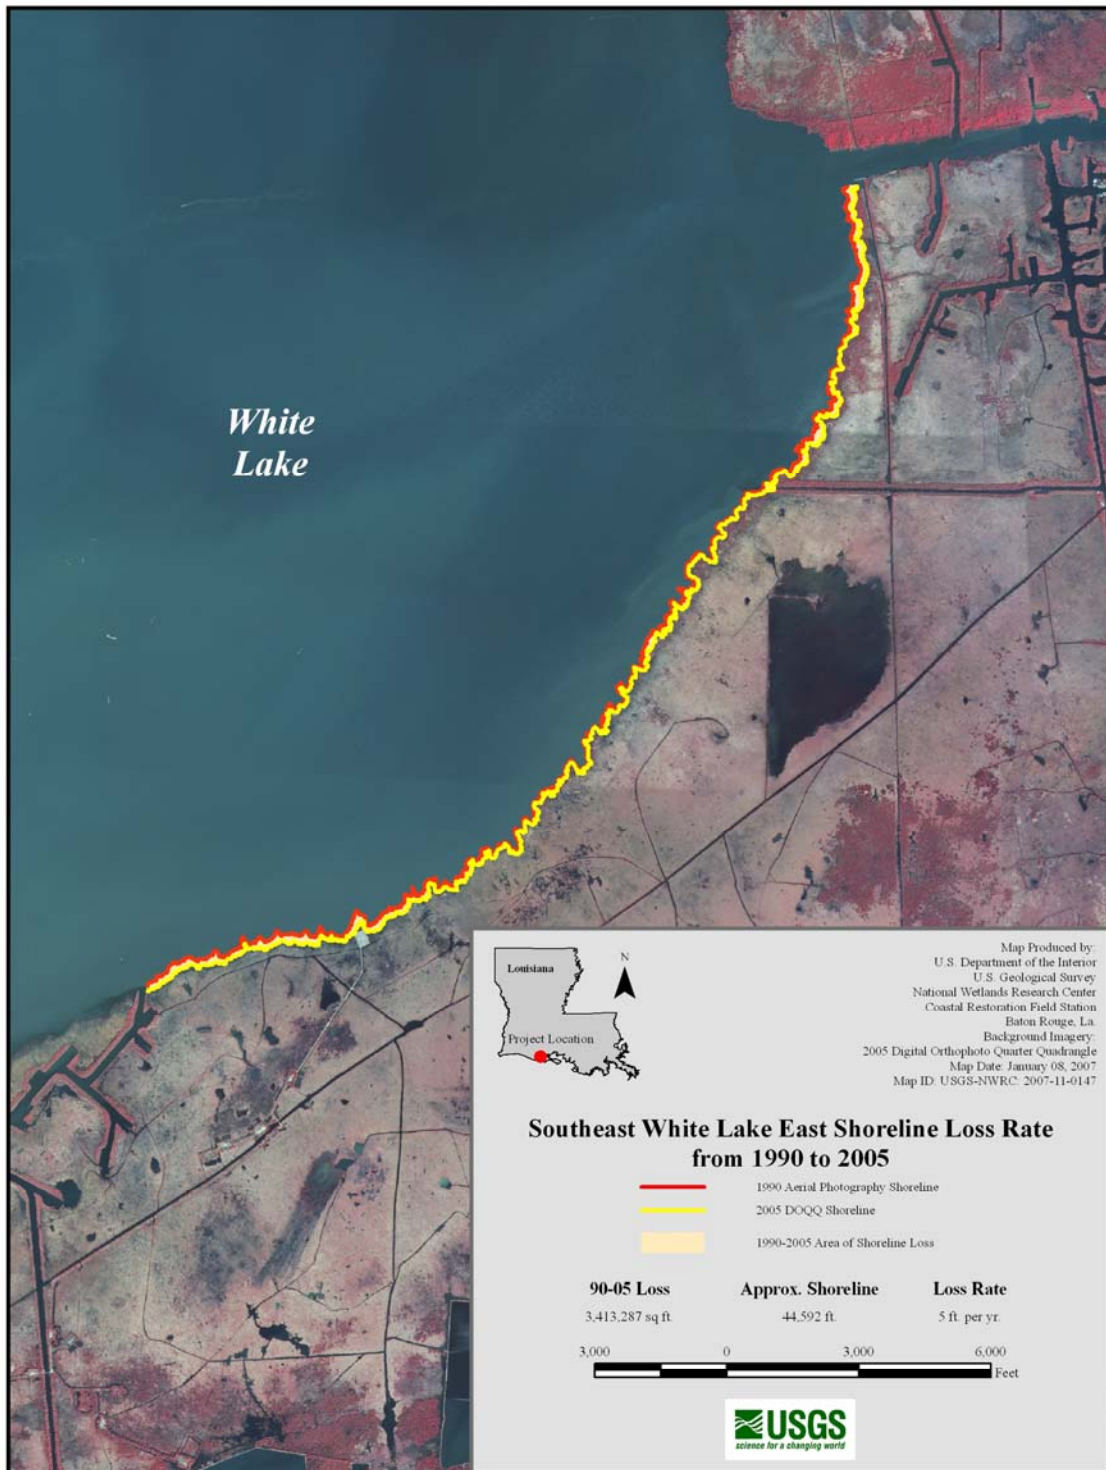 White
Lake
Louisiana
N
Project Location
Map Produced by:
U.S. Department of the Interior
U.S. Geological Survey
National Wetlands Research Center
Coastal Restoration Field Station
Baton Rouge, La.
Background Imagery:
2005 Digital Orthophoto Quarter Quadrangle
Map Date: January 08, 2007
Map ID: USGS-NWRC: 2007-11-0147
Southeast White Lake East Shoreline Loss Rate
from 1990 to 2005
1990 Aerial Photography Shoreline
2005 DOQQ Shoreline
1990-2005 Area of Shoreline Loss
90-05 Loss Approx. Shoreline Loss Rate
3,413,287 sq ft. 44,592 ft. 5 ft. per yr.
3,000 0 3,000 6,000
Feet
USGS
science for a changing world